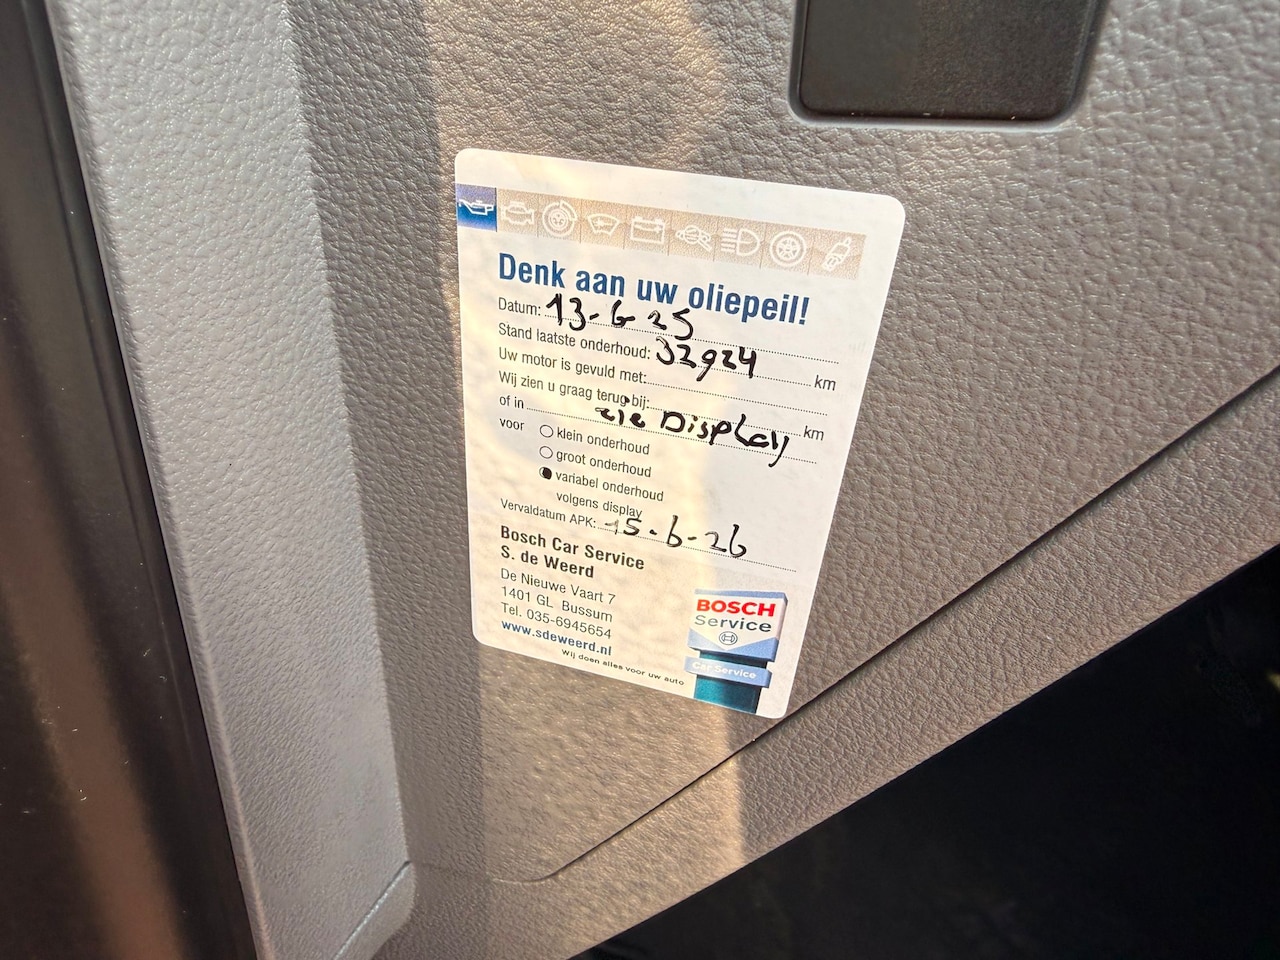 Denk aan uw oliepeil!
Datum: 13-6-25
Stand laatste onderhoud: 32924 km
Uw motor is gevuld met:
Wij zien u graag terug bij: km
of in zie Display
voor klein onderhoud
groot onderhoud
variabel onderhoud
volgens display
Vervaldatum APK: 15-6-26
Bosch Car Service
S. de Weerd
De Nieuwe Vaart 7
1401 GL Bussum
Tel. 035-6945654
www.sdeweerd.nl
Wij doen alles voor uw auto
BOSCH
Service
Car Service